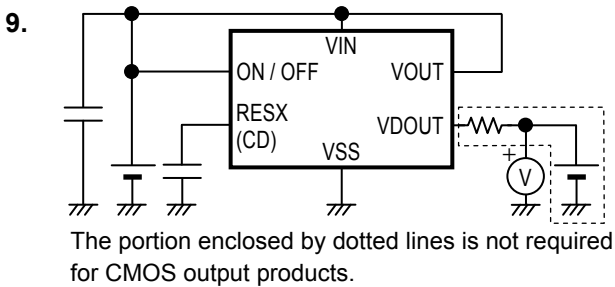 9.
VIN
ON / OFF VOUT
RESX
(CD)
VDOUT
VSS
+
V
The portion enclosed by dotted lines is not required
for CMOS output products.